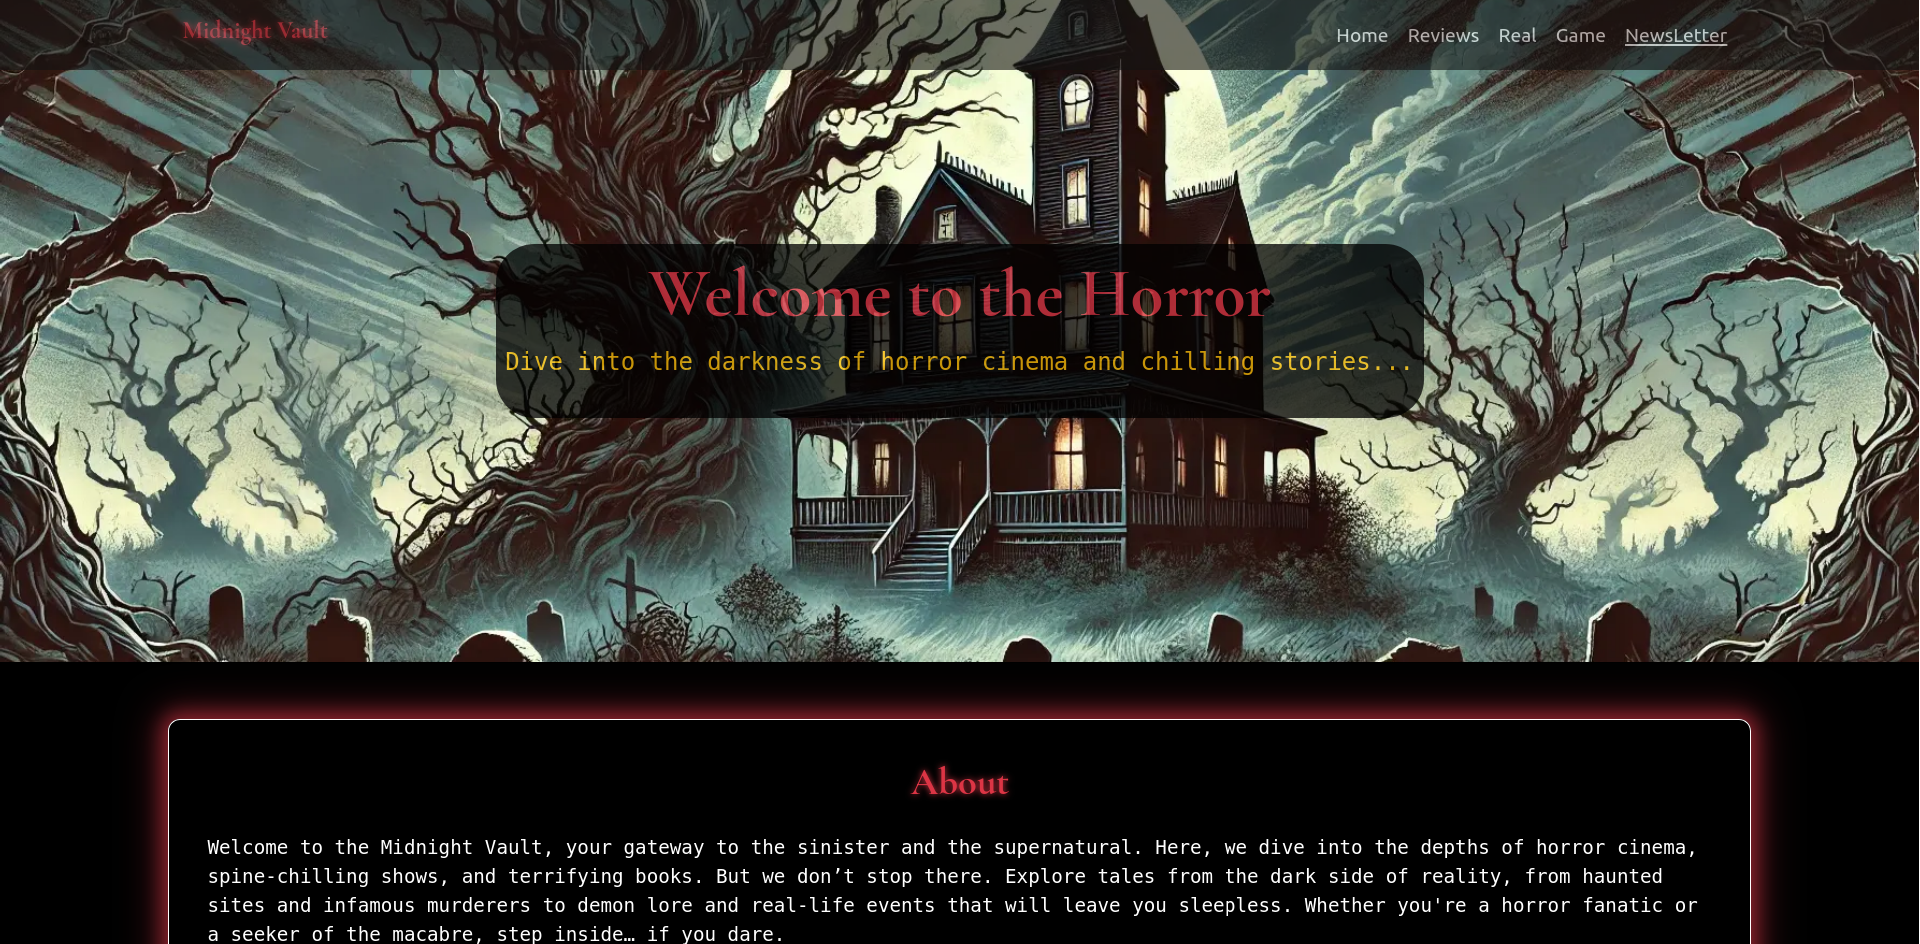 Midnight Vault
Home Reviews Real Game NewsLetter
Welcome to the Horror
Dive into the darkness of horror cinema and chilling stories...
About
Welcome to the Midnight Vault, your gateway to the sinister and the supernatural. Here, we dive into the depths of horror cinema,
spine-chilling shows, and terrifying books. But we don’t stop there. Explore tales from the dark side of reality, from haunted
sites and infamous murderers to demon lore and real-life events that will leave you sleepless. Whether you're a horror fanatic or
a seeker of the macabre, step inside… if you dare.